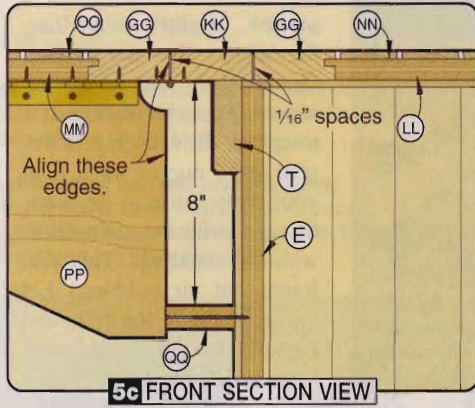 OO GG KK GG NN
MM LL
1/16" spaces
Align these
edges.
T
8"
E
PP
QQ
5c FRONT SECTION VIEW